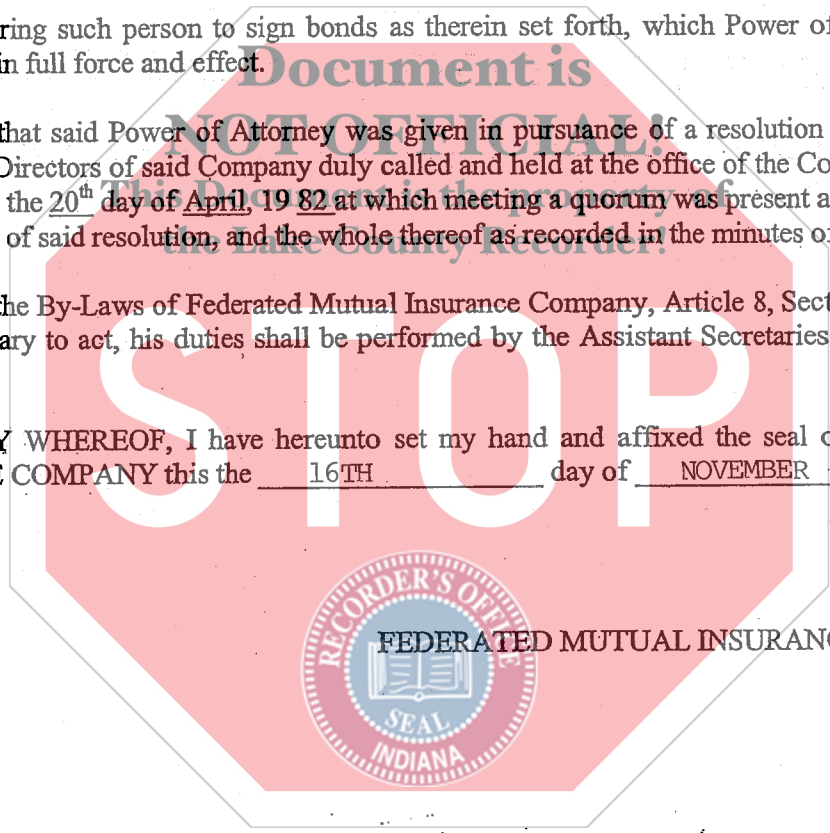 ring such person to sign bonds as therein set forth, which Power of
in full force and effect.
Document is
NOT OFFICIAL!
that said Power of Attorney was given in pursuance of a resolution
Directors of said Company duly called and held at the office of the Co
This Document is the property of
the 20th day of April, 19 82 at which meeting a quorum was present a
the Lake County Recorder!
of said resolution, and the whole thereof as recorded in the minutes o
he By-Laws of Federated Mutual Insurance Company, Article 8, Sect
ary to act, his duties shall be performed by the Assistant Secretaries
STOP
Y WHEREOF, I have hereunto set my hand and affixed the seal o
E COMPANY this the 16TH day of NOVEMBER
RECORDER'S OFFICE
FEDERATED MUTUAL INSURANC
SEAL
INDIANA